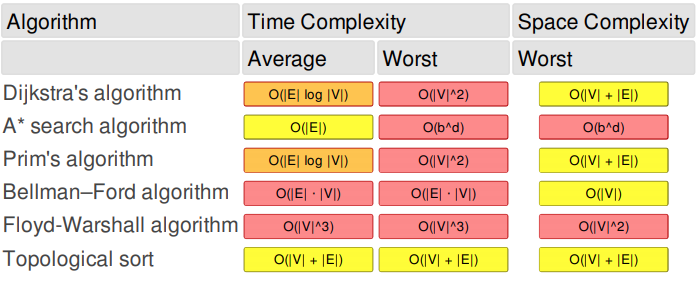 Algorithm Time Complexity Space Complexity
Average Worst Worst
Dijkstra's algorithm O(|E| log |V|) O(|V|^2) O(|V| + |E|)
A* search algorithm O(|E|) O(b^d) O(b^d)
Prim's algorithm O(|E| log |V|) O(|V|^2) O(|V| + |E|)
Bellman–Ford algorithm O(|E| · |V|) O(|E| · |V|) O(|V|)
Floyd-Warshall algorithm O(|V|^3) O(|V|^3) O(|V|^2)
Topological sort O(|V| + |E|) O(|V| + |E|) O(|V| + |E|)